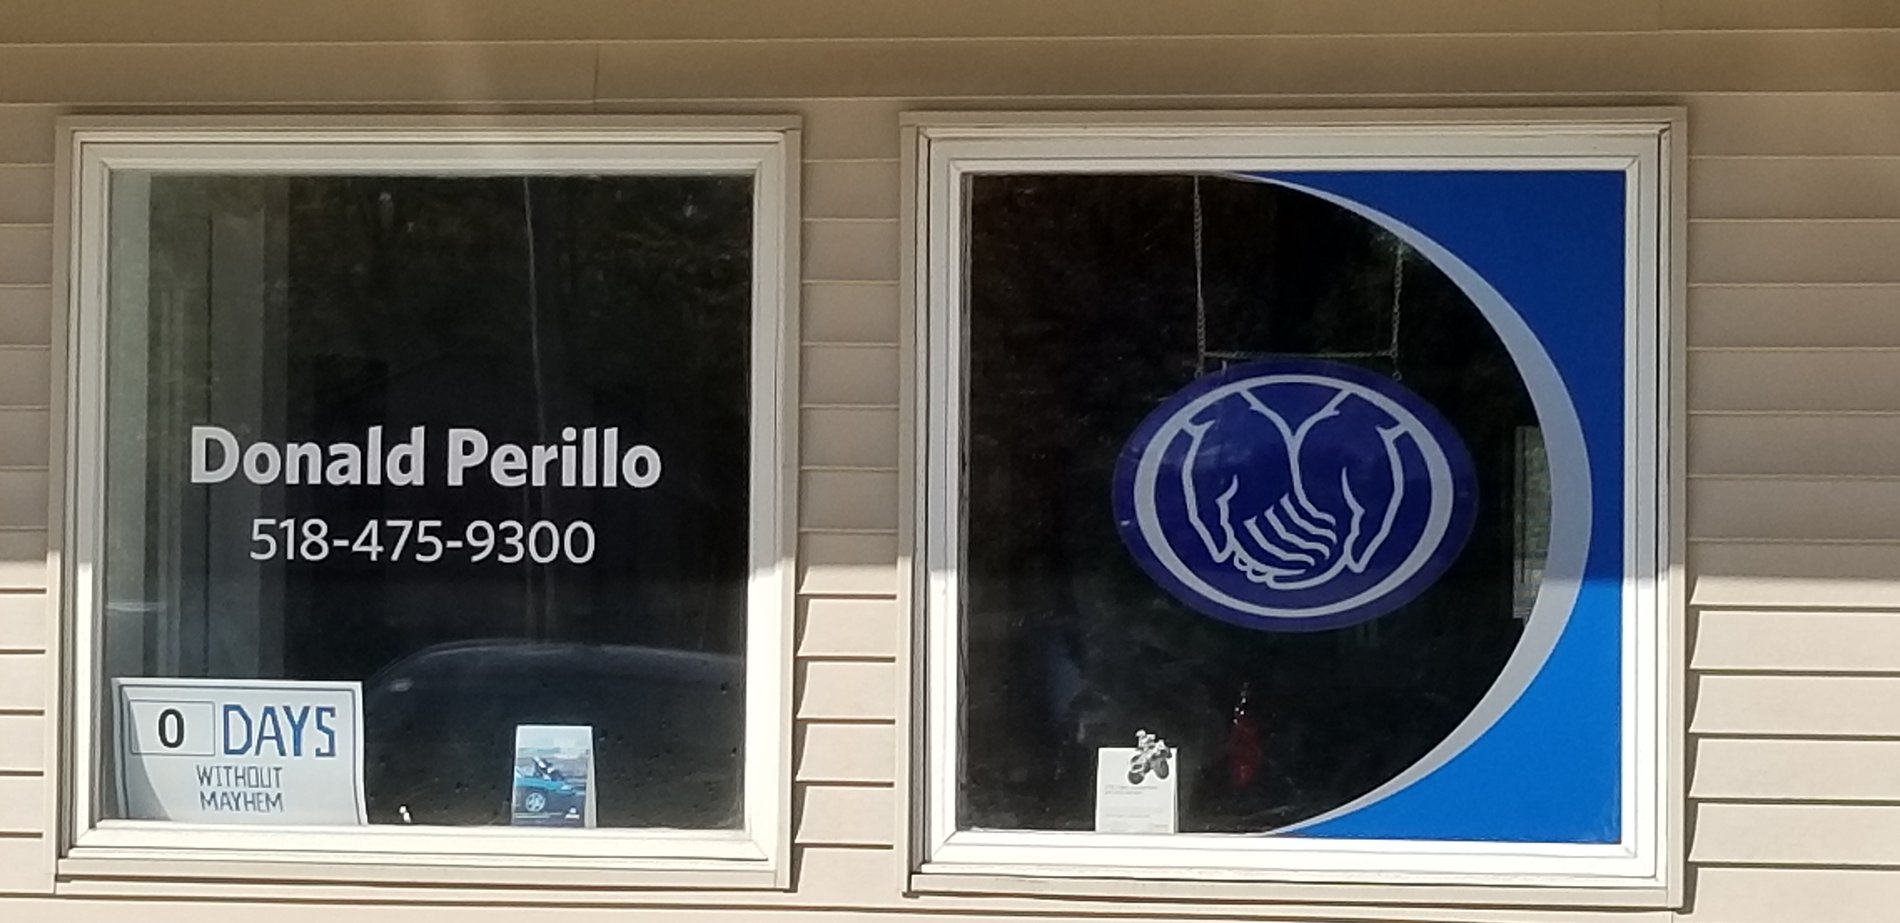 Donald Perillo
518-475-9300
0 DAYS
WITHOUT
MAYHEM